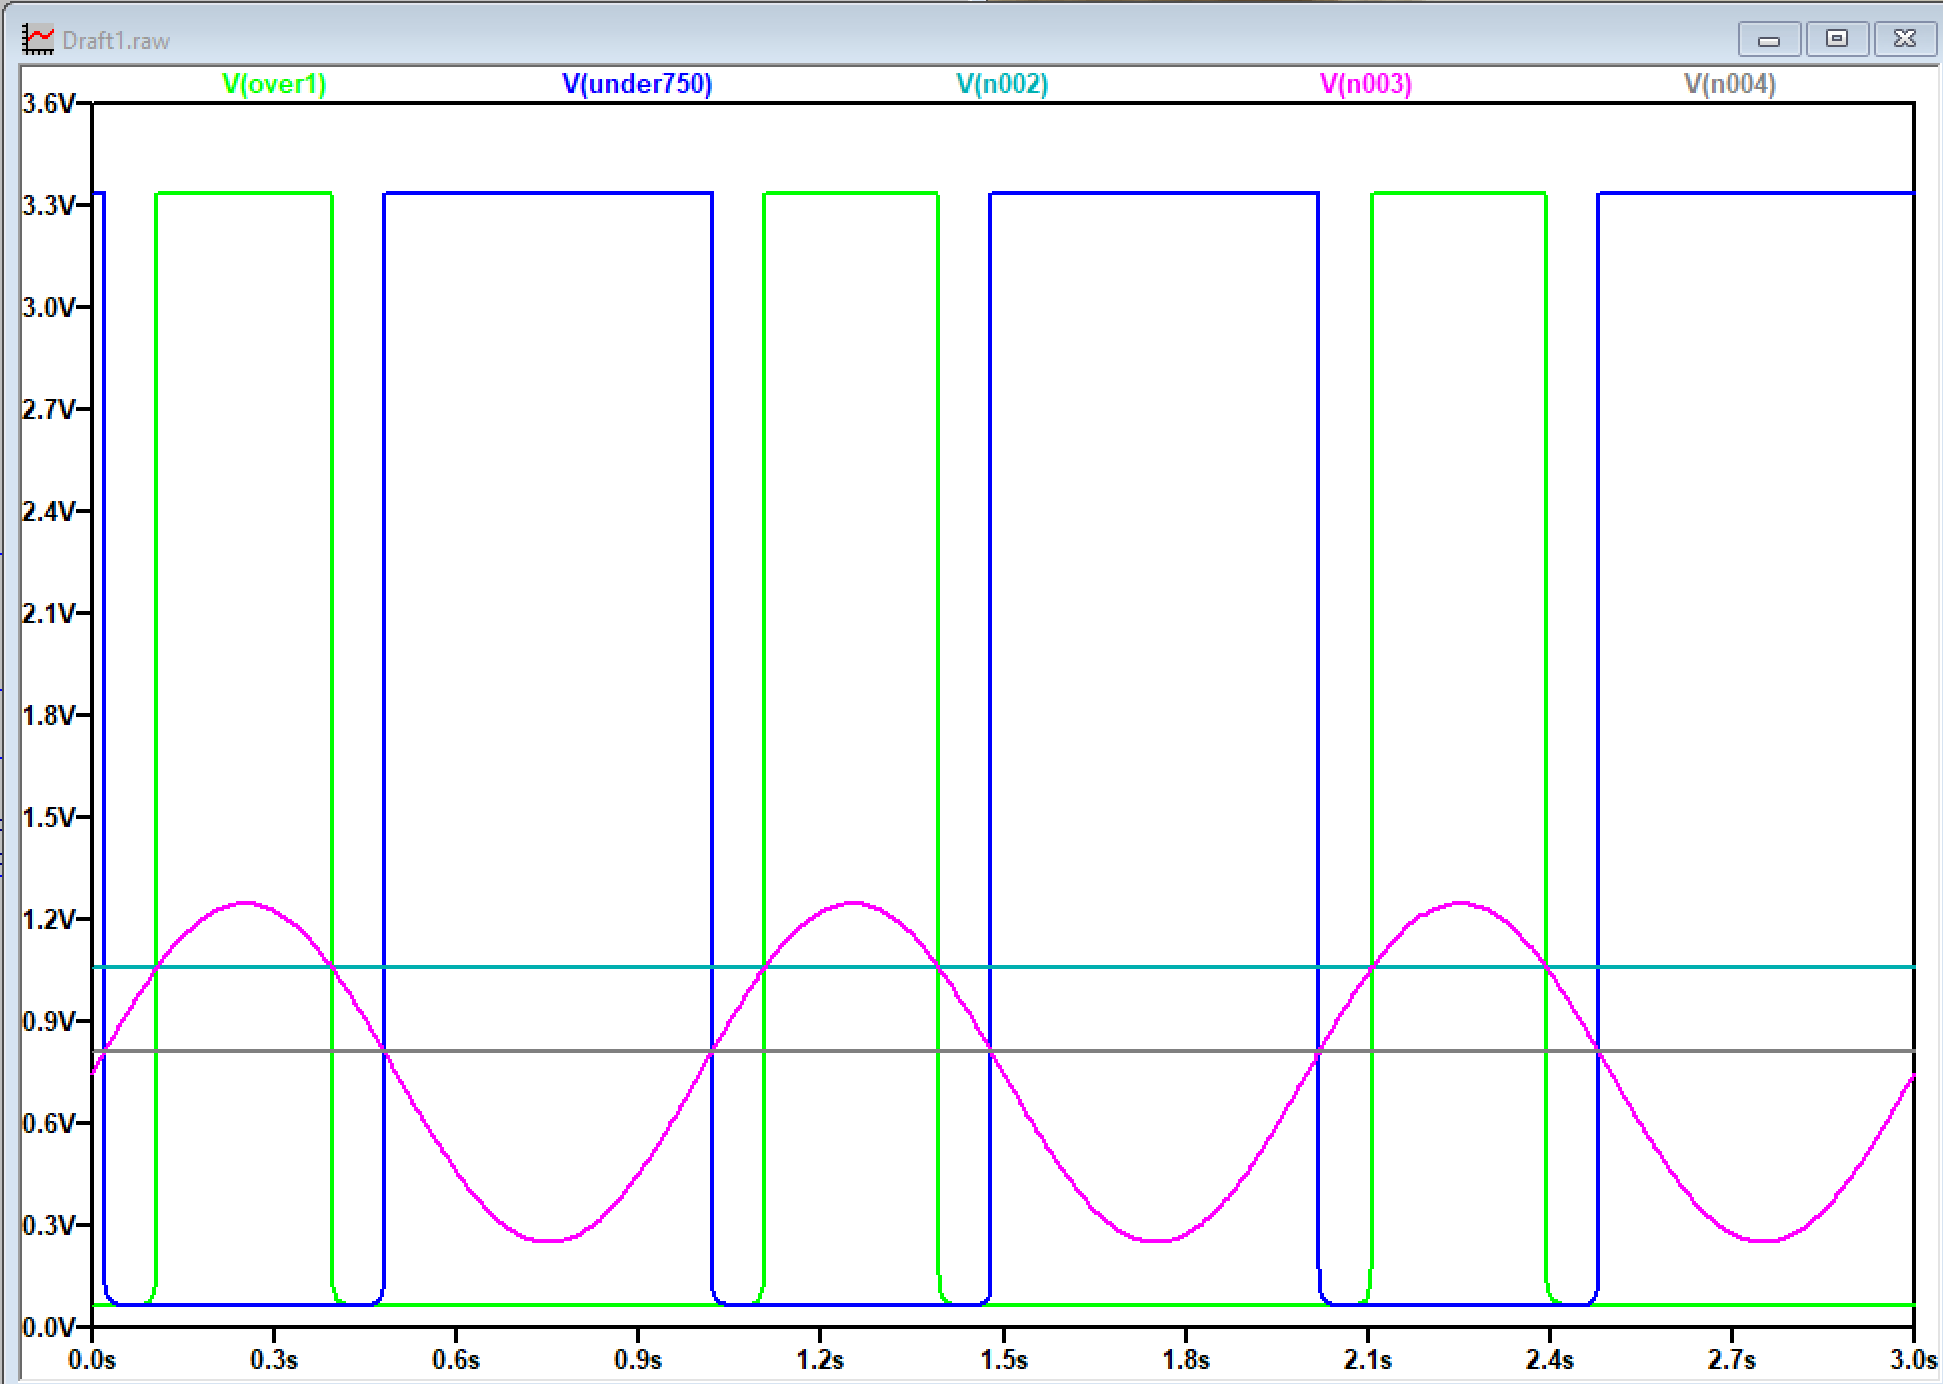 Draft1.raw
V(over1) V(under750) V(n002) V(n003) V(n004)
3.6V
3.3V
3.0V
2.7V
2.4V
2.1V
1.8V
1.5V
1.2V
0.9V
0.6V
0.3V
0.0V
0.0s 0.3s 0.6s 0.9s 1.2s 1.5s 1.8s 2.1s 2.4s 2.7s 3.0s